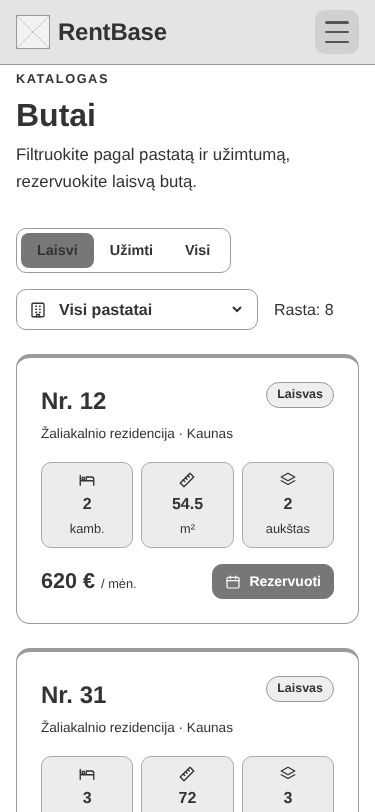 RentBase
KATALOGAS
Butai
Filtruokite pagal pastatą ir užimtumą,
rezervuokite laisvą butą.
Laisvi Užimti Visi
Visi pastatai Rasta: 8
Nr. 12 Laisvas
Žaliakalnio rezidencija · Kaunas
2 54.5 2
kamb. m² aukštas
620 € / mėn. Rezervuoti
Nr. 31 Laisvas
Žaliakalnio rezidencija · Kaunas
3 72 3